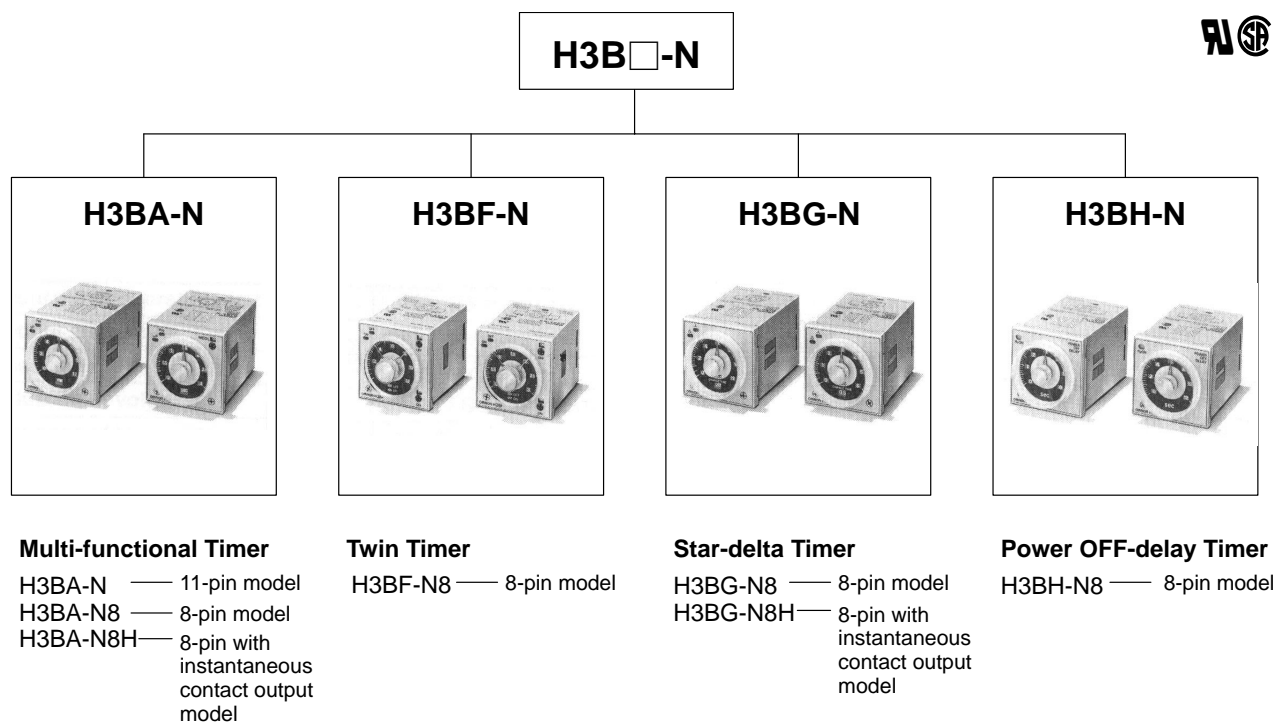 H3B□-N
H3BA-N
H3BF-N
H3BG-N
H3BH-N
Multi-functional Timer
H3BA-N — 11-pin model
H3BA-N8 — 8-pin model
H3BA-N8H — 8-pin with
instantaneous
contact output
model
Twin Timer
H3BF-N8 — 8-pin model
Star-delta Timer
H3BG-N8 — 8-pin model
H3BG-N8H — 8-pin with
instantaneous
contact output
model
Power OFF-delay Timer
H3BH-N8 — 8-pin model